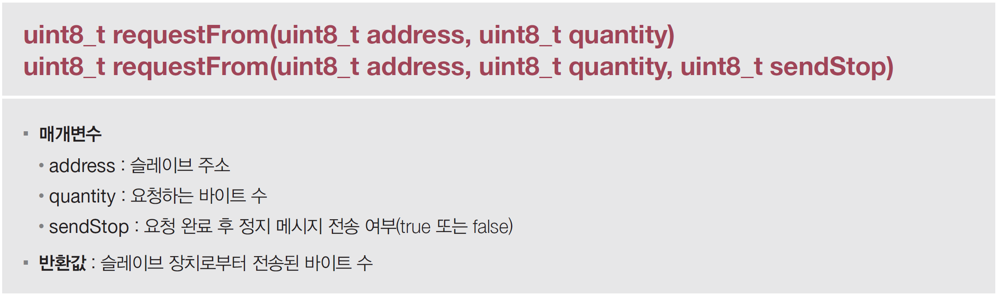 uint8_t requestFrom(uint8_t address, uint8_t quantity)
uint8_t requestFrom(uint8_t address, uint8_t quantity, uint8_t sendStop)
▪ 매개변수
• address : 슬레이브 주소
• quantity : 요청하는 바이트 수
• sendStop : 요청 완료 후 정지 메시지 전송 여부(true 또는 false)
▪ 반환값 : 슬레이브 장치로부터 전송된 바이트 수